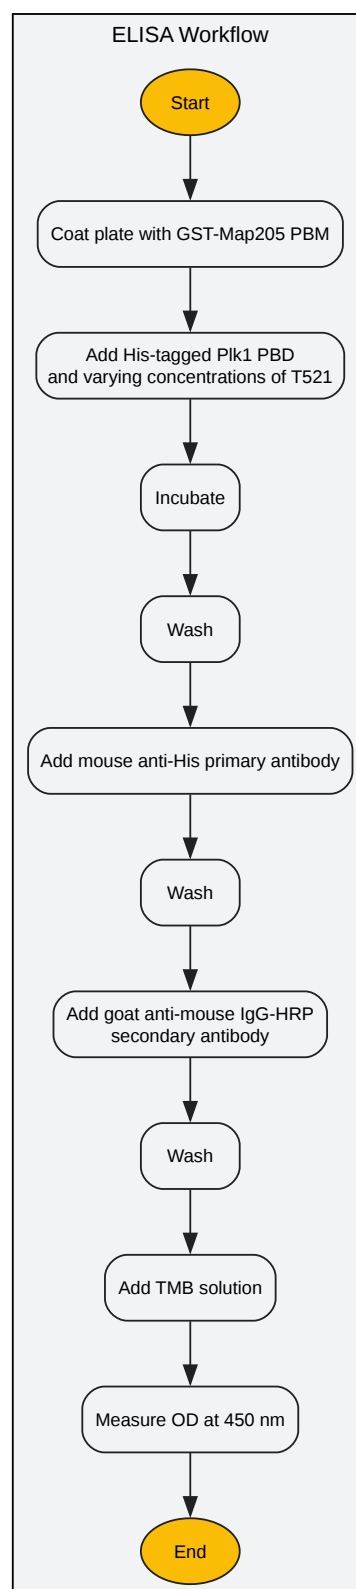 ELISA Workflow
Start
Coat plate with GST-Map205 PBM
Add His-tagged Plk1 PBD
and varying concentrations of T521
Incubate
Wash
Add mouse anti-His primary antibody
Wash
Add goat anti-mouse IgG-HRP
secondary antibody
Wash
Add TMB solution
Measure OD at 450 nm
End